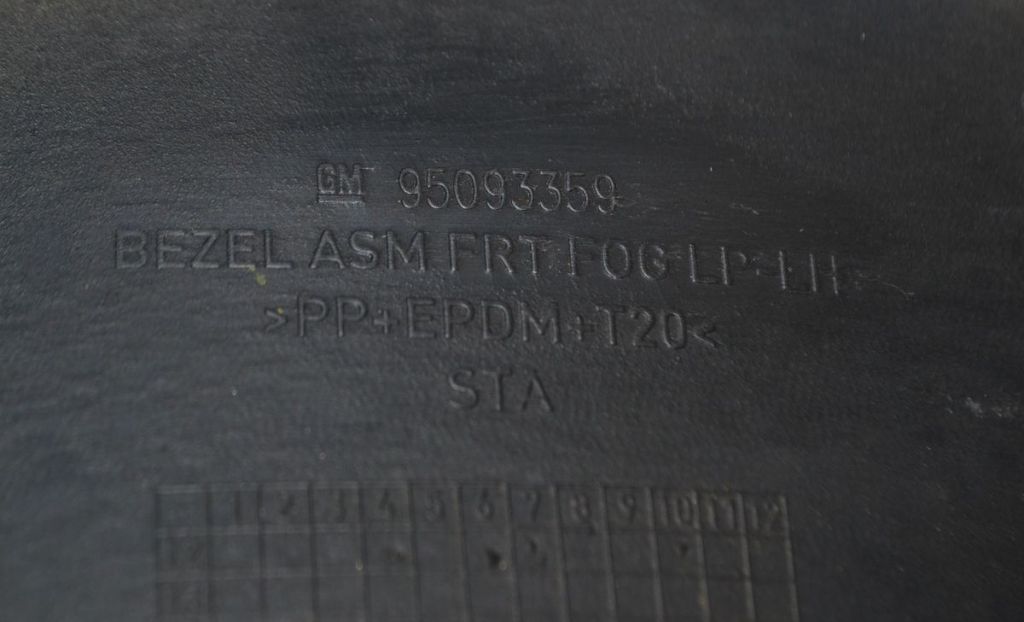 GM 95093359
BEZEL ASM FRT FOG LP-LH
>PP+EPDM+T20<
STA
1 2 3 4 5 6 7 8 9 10 11 12
12